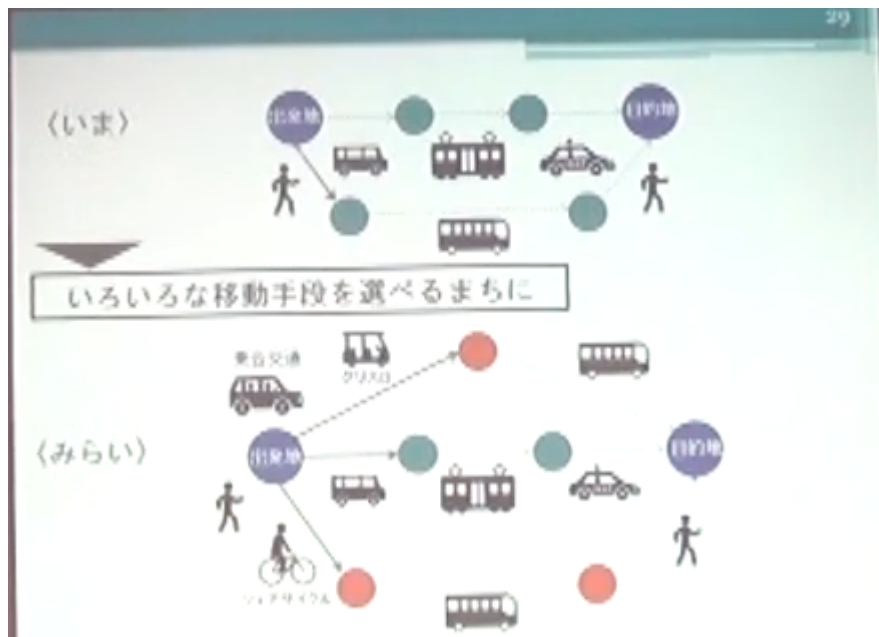 29
〈いま〉
出発地
目的地
いろいろな移動手段を選べるまちに
乗合交通
グリスロ
〈みらい〉
出発地
目的地
シェアサイクル